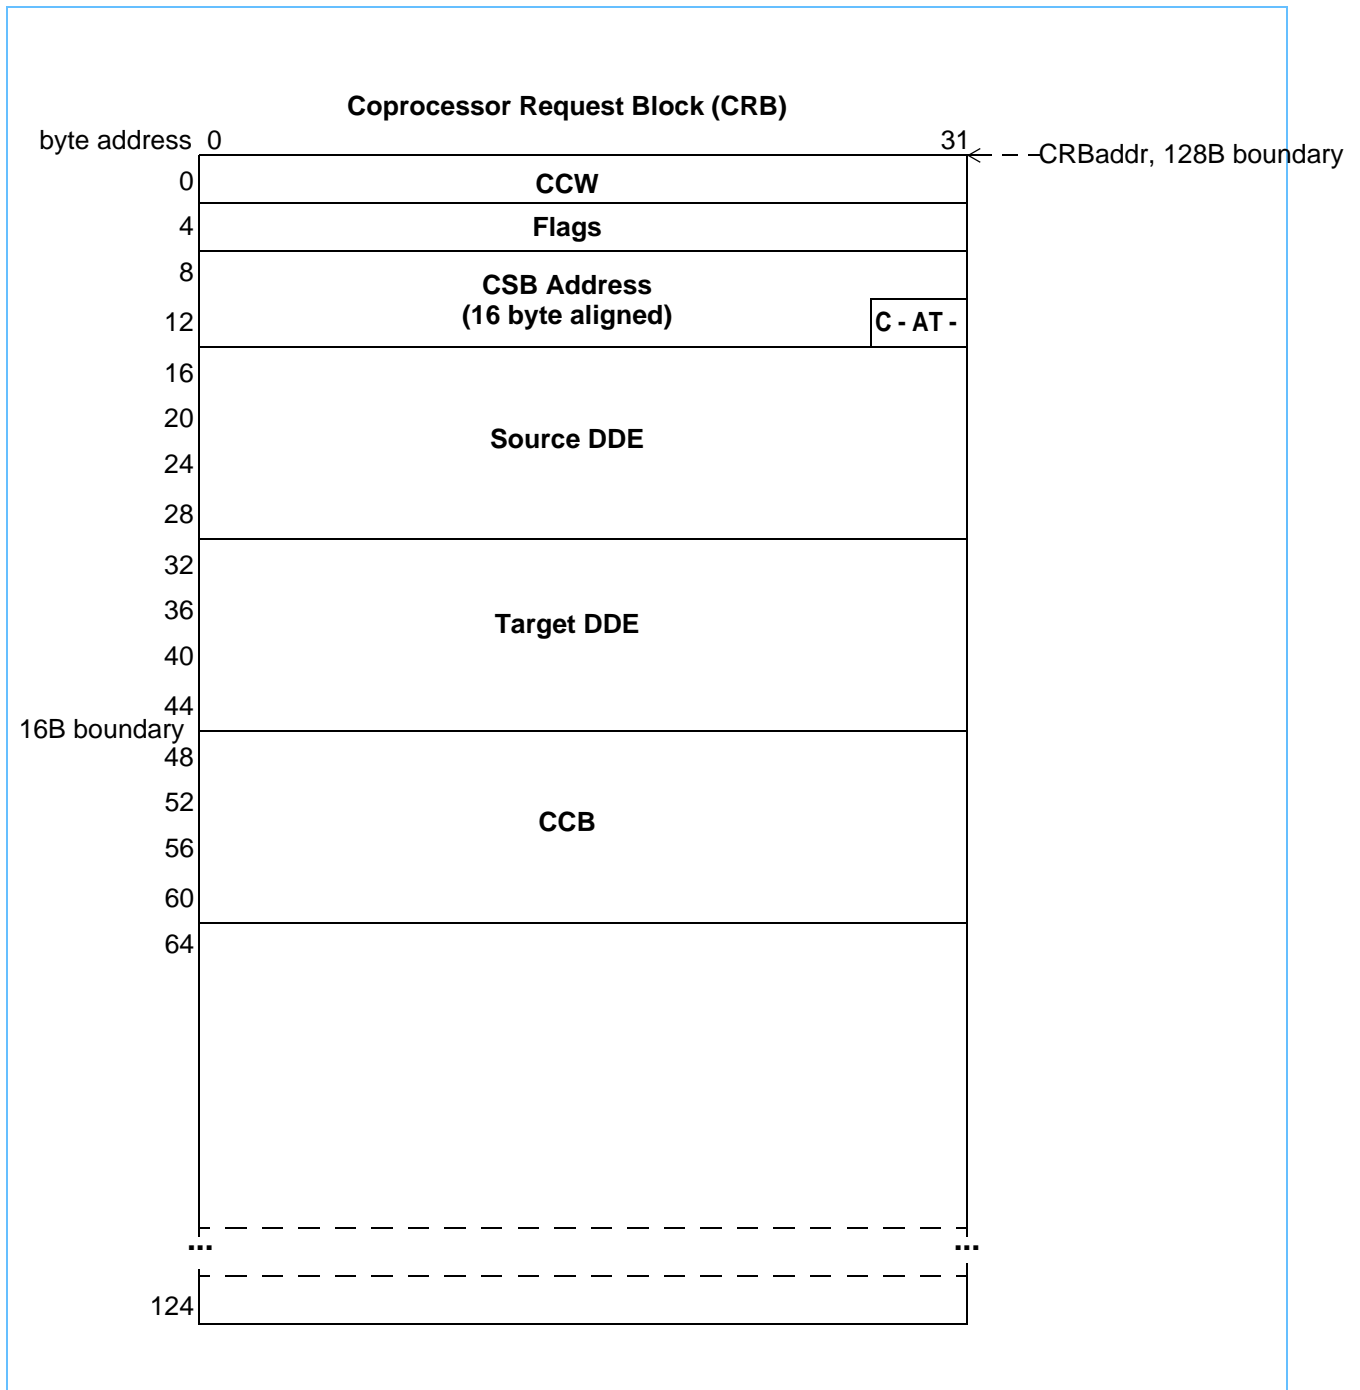 Coprocessor Request Block (CRB)
byte address 0 31
CRBaddr, 128B boundary
0 CCW
4 Flags
8 CSB Address
(16 byte aligned)
12 C - AT -
16
20
Source DDE
24
28
32
36
Target DDE
40
44
16B boundary
48
52
CCB
56
60
64
... ...
124